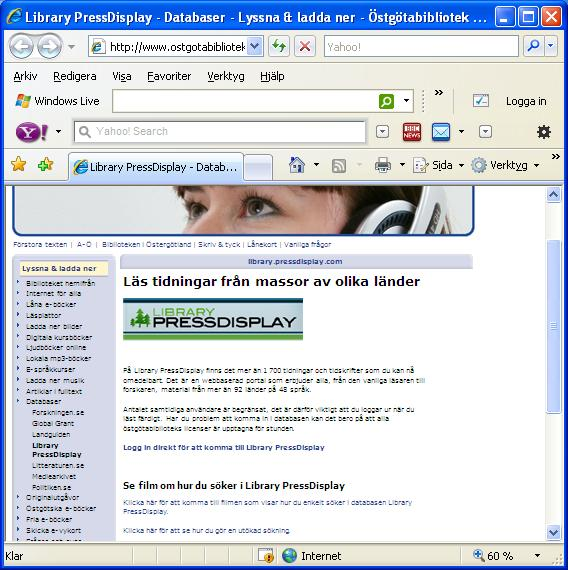 Library PressDisplay - Databaser - Lyssna & ladda ner - Östgötabibliotek ...
http://www.ostgotabibliotek
Yahoo!
Arkiv Redigera Visa Favoriter Verktyg Hjälp
Windows Live
»
Logga in
Y! Yahoo! Search
BBC NEWS
Library PressDisplay - Datab...
Sida Verktyg »
Förstora texten | A-Ö | Biblioteken i Östergötland | Skriv & tyck | Lånekort | Vanliga frågor
Lyssna & ladda ner
Biblioteket hemifrån
Internet för alla
Låna e-böcker
Läsplattor
Ladda ner bilder
Digitala kursböcker
Ljudböcker online
Lokala mp3-böcker
E-språkkurser
Ladda ner musik
Artiklar i fulltext
Databaser
Forskningen.se
Global Grant
Landguiden
Library
PressDisplay
Litteraturen.se
Mediearkivet
Politiken.se
Originalutgåvor
Östgötska e-böcker
Fria e-böcker
Skicka e-vykort
library.pressdisplay.com
Läs tidningar från massor av olika länder
LIBRARY
PRESSDISPLAY
På Library PressDisplay finns det mer än 1 700 tidningar och tidskrifter som du kan nå
omedelbart. Det är en webbaserad portal som erbjuder alla, från den vanliga läsaren till
forskaren, material från mer än 92 länder på 48 språk.
Antalet samtidiga användare är begränsat, det är därför viktigt att du loggar ur när du
läst färdigt. Har du problem att komma in i databasen kan det bero på att alla
östgötabiblioteks licenser är upptagna för stunden.
Logg in direkt för att komma till Library PressDisplay
Se film om hur du söker i Library PressDisplay
Klicka här för att komma till filmen som visar hur du enkelt söker i databasen Library
PressDisplay.
Klicka här för att se hur du gör en utökad sökning.
Klar
Internet
60 %